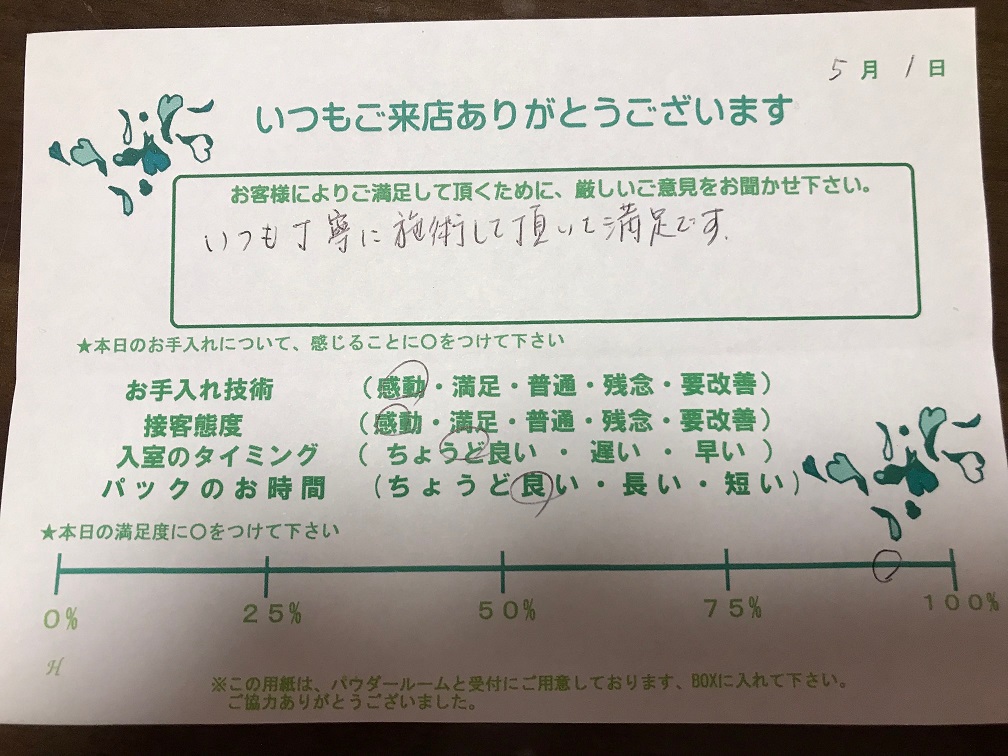 5月1日
いつもご来店ありがとうございます
お客様によりご満足して頂くために、厳しいご意見をお聞かせ下さい。
いつも丁寧に施術して頂いて満足です.
★本日のお手入れについて、感じることに〇をつけて下さい
お手入れ技術 (感動・満足・普通・残念・要改善)
接客態度 (感動・満足・普通・残念・要改善)
入室のタイミング (ちょうど良い・遅い・早い)
パックのお時間 (ちょうど良い・長い・短い)
★本日の満足度に〇をつけて下さい
0% 25% 50% 75% 100%
H
※この用紙は、パウダールームと受付にご用意しております、BOXに入れて下さい。
ご協力ありがとうございました。